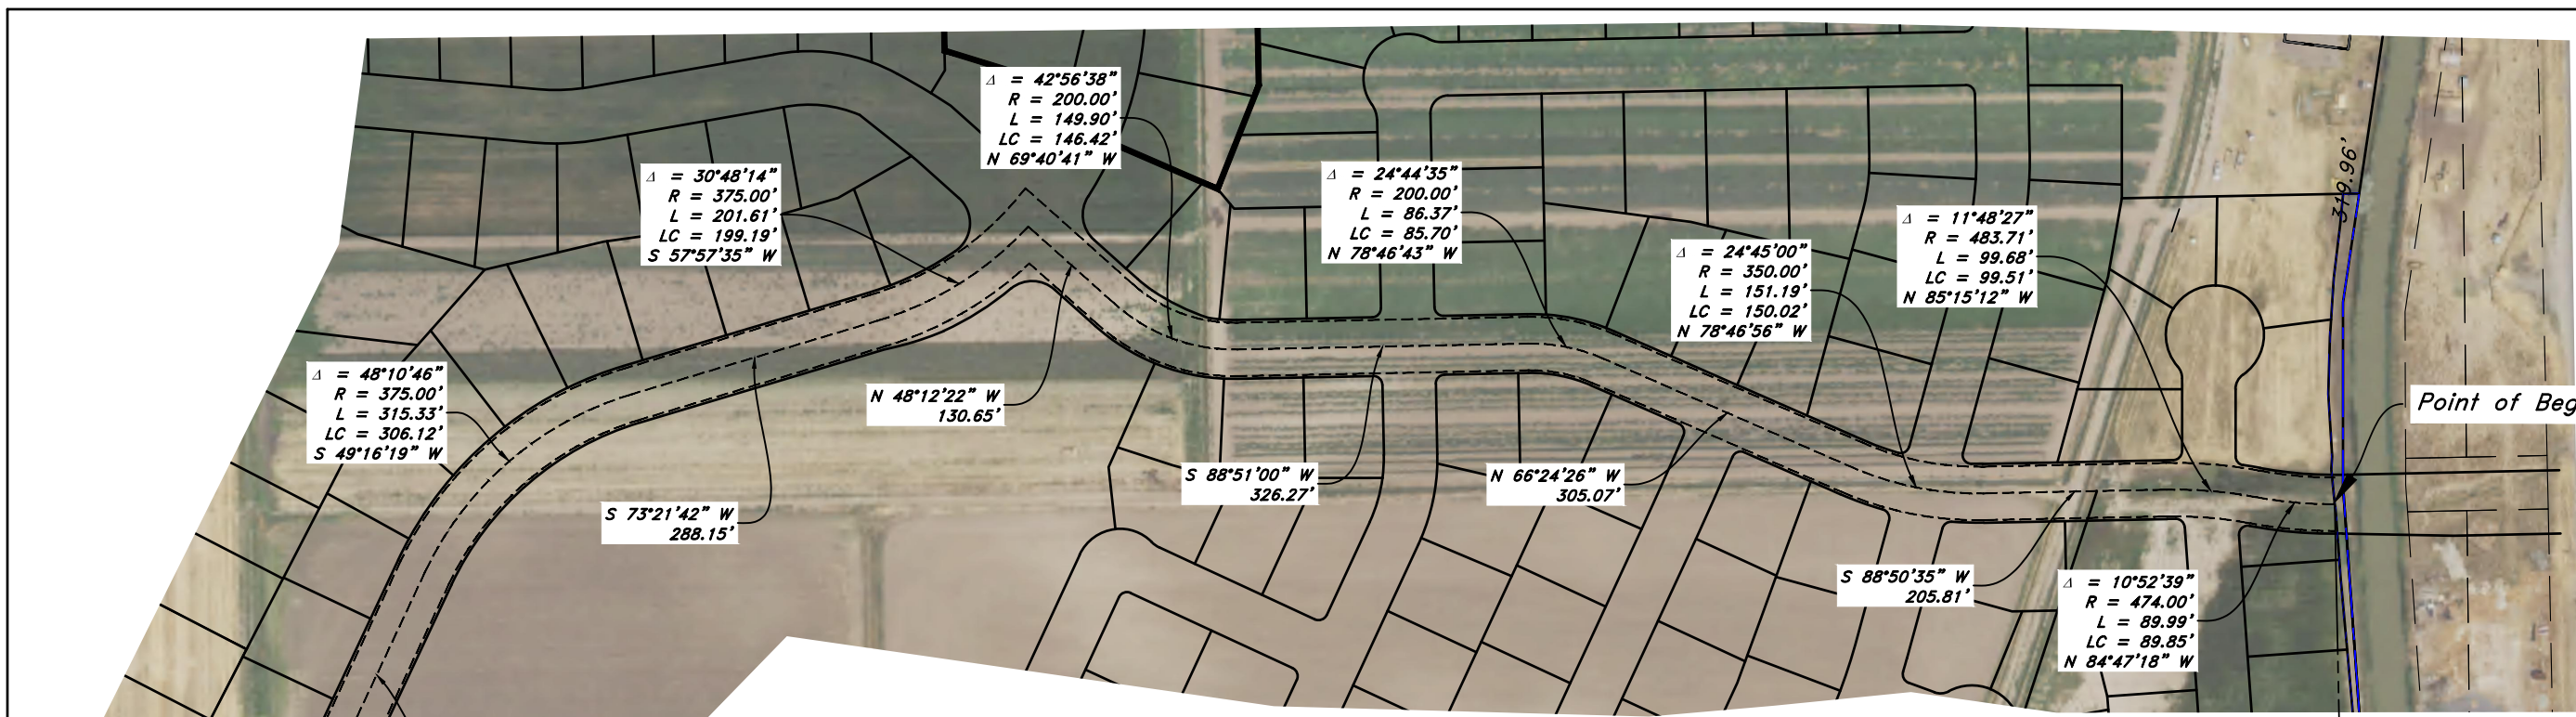 Δ = 42°56'38"
R = 200.00'
L = 149.90'
LC = 146.42'
N 69°40'41" W
Δ = 30°48'14"
R = 375.00'
L = 201.61'
LC = 199.19'
S 57°57'35" W
Δ = 24°44'35"
R = 200.00'
L = 86.37'
LC = 85.70'
N 78°46'43" W
Δ = 24°45'00"
R = 350.00'
L = 151.19'
LC = 150.02'
N 78°46'56" W
Δ = 11°48'27"
R = 483.71'
L = 99.68'
LC = 99.51'
N 85°15'12" W
319.96'
Δ = 48°10'46"
R = 375.00'
L = 315.33'
LC = 306.12'
S 49°16'19" W
N 48°12'22" W
130.65'
Point of Beg
S 73°21'42" W
288.15'
S 88°51'00" W
326.27'
N 66°24'26" W
305.07'
S 88°50'35" W
205.81'
Δ = 10°52'39"
R = 474.00'
L = 89.99'
LC = 89.85'
N 84°47'18" W